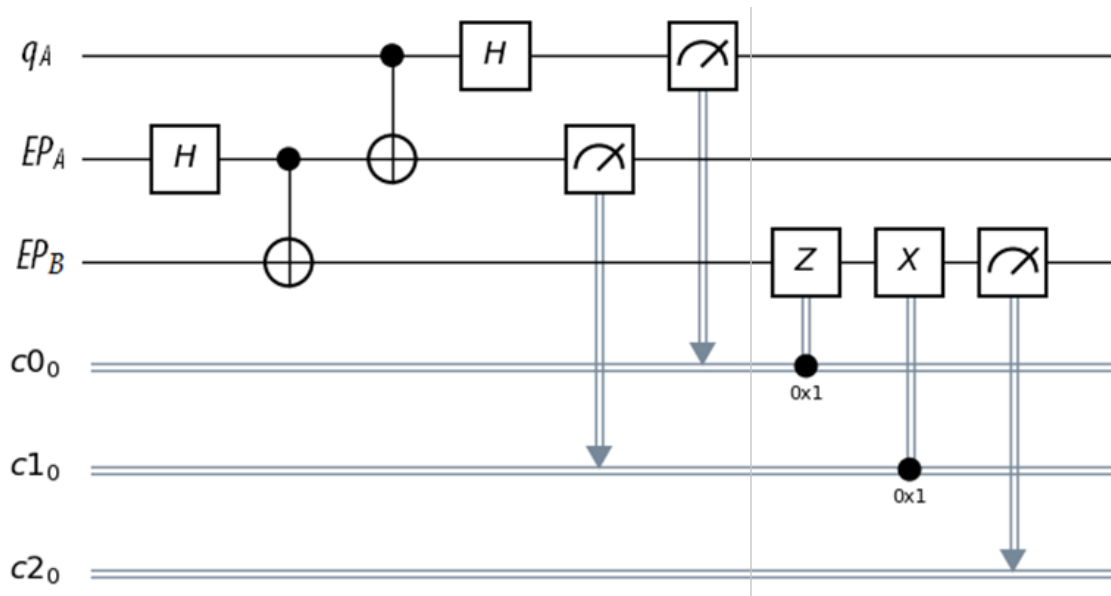 qA H
EPA H
EPB Z X
c0₀
0x1
c1₀
0x1
c2₀